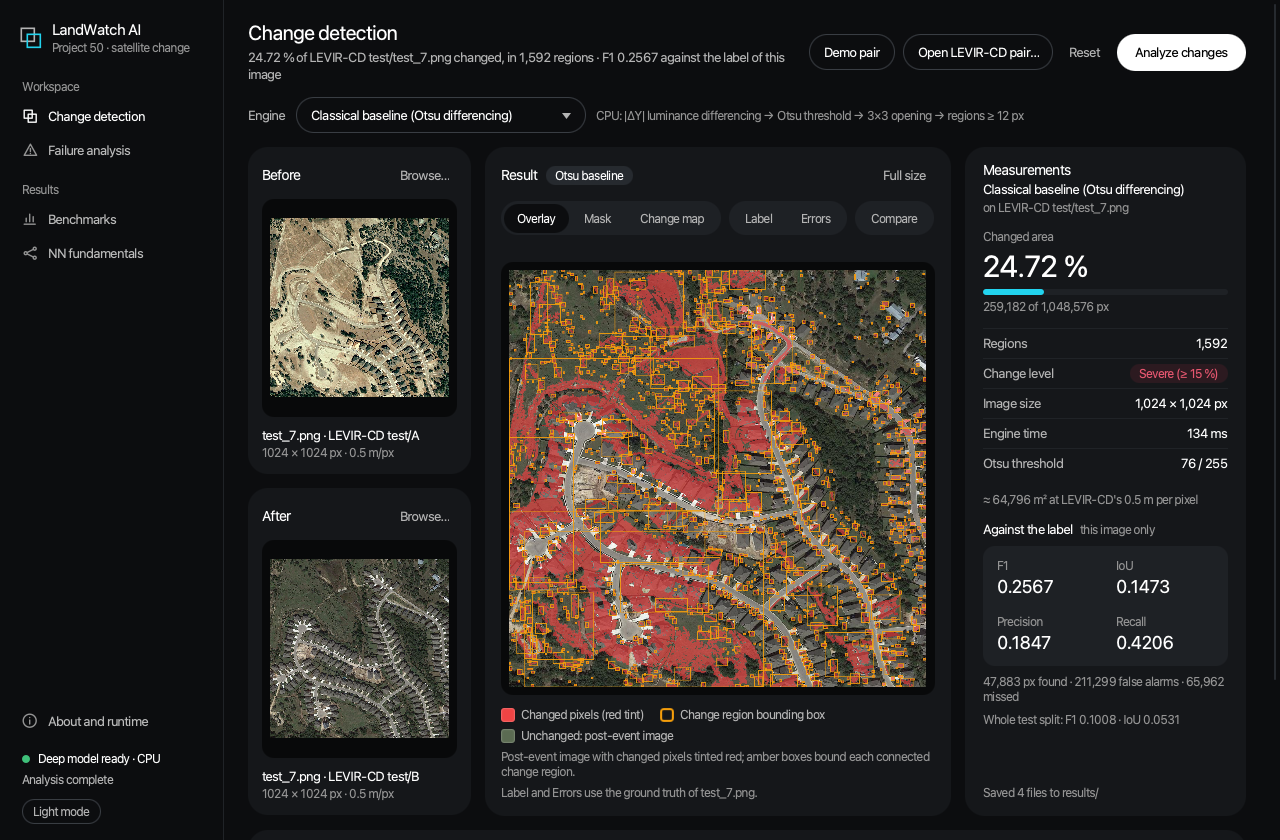 LandWatch AI
Project 50 · satellite change
Workspace
Change detection
Failure analysis
Results
Benchmarks
NN fundamentals
About and runtime
Deep model ready · CPU
Analysis complete
Light mode
Change detection
24.72 % of LEVIR-CD test/test_7.png changed, in 1,592 regions · F1 0.2567 against the label of this
image
Demo pair
Open LEVIR-CD pair...
Reset
Analyze changes
Engine
Classical baseline (Otsu differencing)
CPU: |ΔY| luminance differencing → Otsu threshold → 3×3 opening → regions ≥ 12 px
Before
Browse...
test_7.png · LEVIR-CD test/A
1024 × 1024 px · 0.5 m/px
After
Browse...
test_7.png · LEVIR-CD test/B
1024 × 1024 px · 0.5 m/px
Result
Otsu baseline
Full size
Overlay
Mask
Change map
Label
Errors
Compare
Changed pixels (red tint)
Change region bounding box
Unchanged: post-event image
Post-event image with changed pixels tinted red; amber boxes bound each connected
change region.
Label and Errors use the ground truth of test_7.png.
Measurements
Classical baseline (Otsu differencing)
on LEVIR-CD test/test_7.png
Changed area
24.72 %
259,182 of 1,048,576 px
Regions
1,592
Change level
Severe (≥ 15 %)
Image size
1,024 × 1,024 px
Engine time
134 ms
Otsu threshold
76 / 255
≈ 64,796 m² at LEVIR-CD's 0.5 m per pixel
Against the label this image only
F1
0.2567
IoU
0.1473
Precision
0.1847
Recall
0.4206
47,883 px found · 211,299 false alarms · 65,962
missed
Whole test split: F1 0.1008 · IoU 0.0531
Saved 4 files to results/